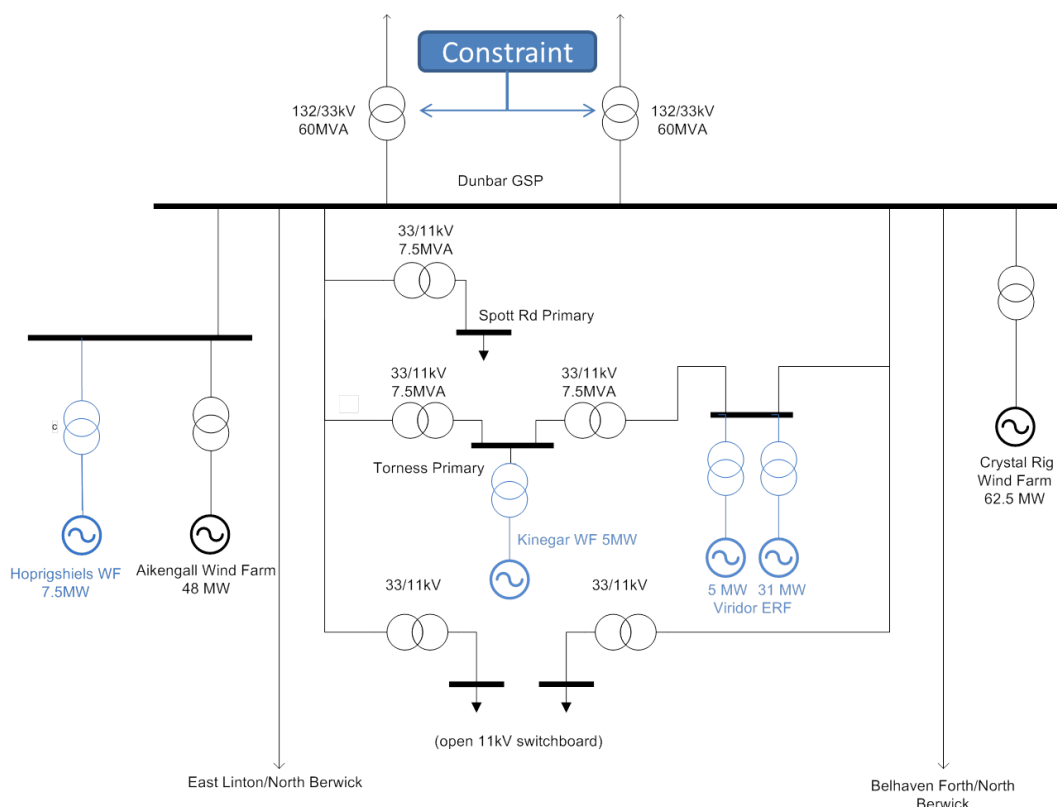 Constraint
132/33kV
60MVA
132/33kV
60MVA
Dunbar GSP
33/11kV
7.5MVA
Spott Rd Primary
33/11kV
7.5MVA
33/11kV
7.5MVA
c
Torness Primary
Crystal Rig
Wind Farm
62.5 MW
Kinegar WF 5MW
Hoprigshiels WF
7.5MW
Aikengall Wind Farm
48 MW
5 MW
31 MW
Viridor ERF
33/11kV
33/11kV
(open 11kV switchboard)
East Linton/North Berwick
Belhaven Forth/North
Berwick